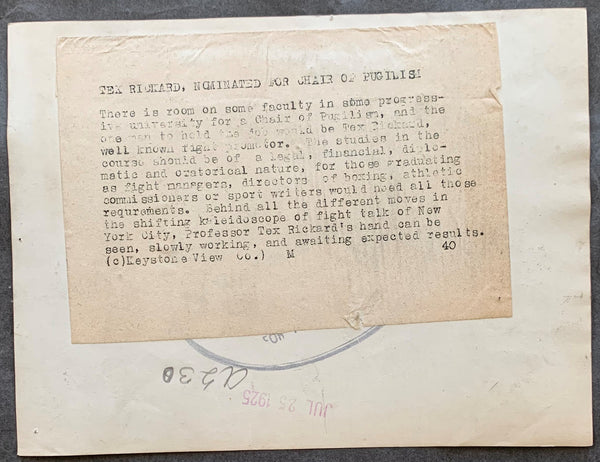 TEX RICKARD, NOMINATED FOR CHAIR OF PUGILISM
There is room on some faculty in some progress-
ive university for a Chair of Pugilism, and the
one man to hold the job would be Tex Rickard,
well known right promotor. The studies in the
course should be of a legal, financial, diplo-
matic and oratorical nature, for those graduating
as fight managers, directors of boxing, athletic
commissioners or sport writers would need all those
requrements. Behind all the different moves in
the shifting kaleidoscope of fight talk of New
York City, Professor Tex Rickard's hand can be
seen, slowly working, and awaiting expected results.
(c)Keystone View Co.) M 40
a230
JUL 25 1925